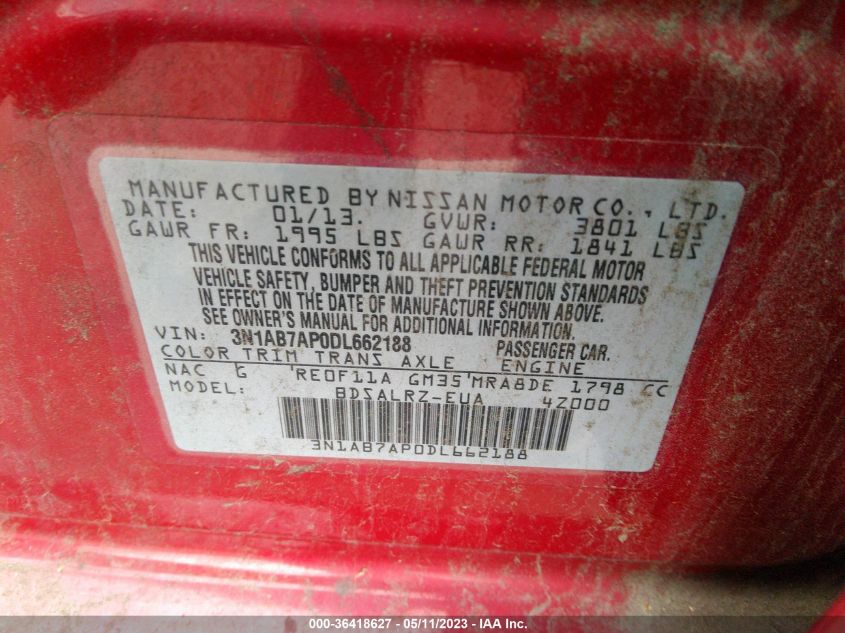 MANUFACTURED BY NISSAN MOTOR CO., LTD.
DATE: 01/13. GVWR: 3801 LBS
GAWR FR: 1995 LBS GAWR RR: 1841 LBS
THIS VEHICLE CONFORMS TO ALL APPLICABLE FEDERAL MOTOR
VEHICLE SAFETY, BUMPER AND THEFT PREVENTION STANDARDS
IN EFFECT ON THE DATE OF MANUFACTURE SHOWN ABOVE.
SEE OWNER'S MANUAL FOR ADDITIONAL INFORMATION.
VIN: 3N1AB7AP0DL662188 PASSENGER CAR.
COLOR TRIM TRANS AXLE ENGINE
NAC G RE0F11A GM35 MRA8DE 1798 CC
MODEL: BDSALRZ-EUA 4Z000
3N1AB7AP0DL662188
000-36418627 - 05/11/2023 - © IAA, Inc.